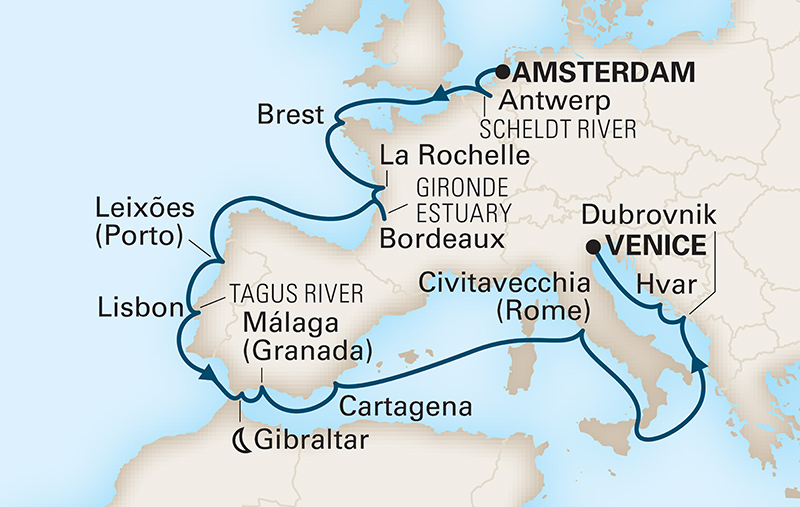 AMSTERDAM
Antwerp
SCHELDT RIVER
Brest
La Rochelle
GIRONDE
ESTUARY
Bordeaux
Leixões
(Porto)
Lisbon
TAGUS RIVER
Málaga
(Granada)
Gibraltar
Cartagena
Civitavecchia
(Rome)
Dubrovnik
VENICE
Hvar